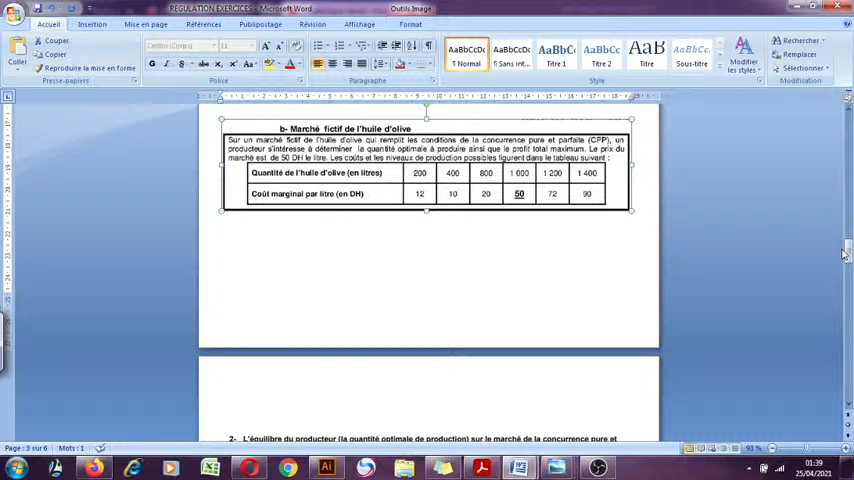 REGULATION EXERCICES - Microsoft Word
Outils Image
Accueil Insertion Mise en page Références Publipostage Révision Affichage Format
Couper
Copier
Reproduire la mise en forme
Coller
Presse-papiers
Police
Paragraphe
AaBbCcDc AaBbCcDc AaBbC AaBbCc AaB AaBbCcI
¶ Normal ¶ Sans int... Titre 1 Titre 2 Titre Sous-titre
Modifier les styles
Style
Rechercher
Remplacer
Sélectionner
Modification
b- Marché fictif de l'huile d'olive
Sur un marché fictif de l'huile d'olive qui remplit les conditions de la concurrence pure et parfaite (CPP), un
producteur s'intéresse à déterminer la quantité optimale à produire ainsi que le profit total maximum. Le prix du
marché est de 50 DH le litre. Les coûts et les niveaux de production possibles figurent dans le tableau suivant :
Quantité de l'huile d'olive (en litres) 200 400 800 1 000 1 200 1 400
Coût marginal par litre (en DH) 12 10 20 50 72 90
2- L'équilibre du producteur (la quantité optimale de production) sur le marché de la concurrence pure et
Page : 3 sur 6 Mots : 1
93 %
01:39
25/04/2021